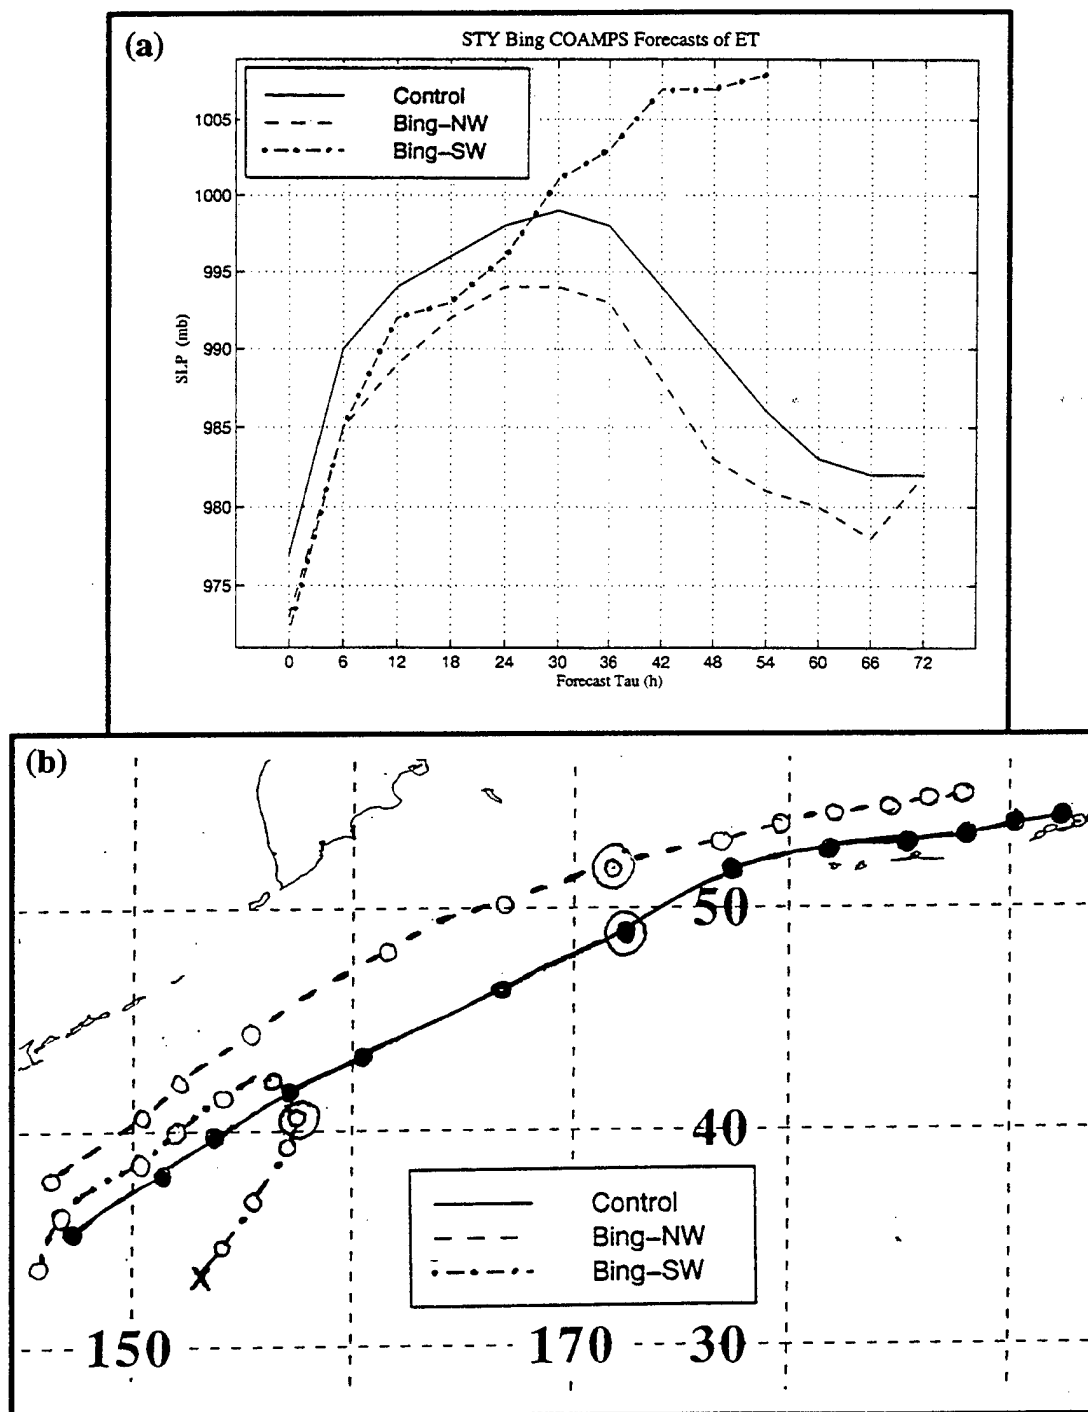 (a)
STY Bing COAMPS Forecasts of ET
Control
Bing–NW
Bing–SW
1005
1000
995
990
985
980
975
SLP (mb)
0 6 12 18 24 30 36 42 48 54 60 66 72
Forecast Tau (h)
(b)
50
40
Control
Bing–NW
Bing–SW
150 170 30